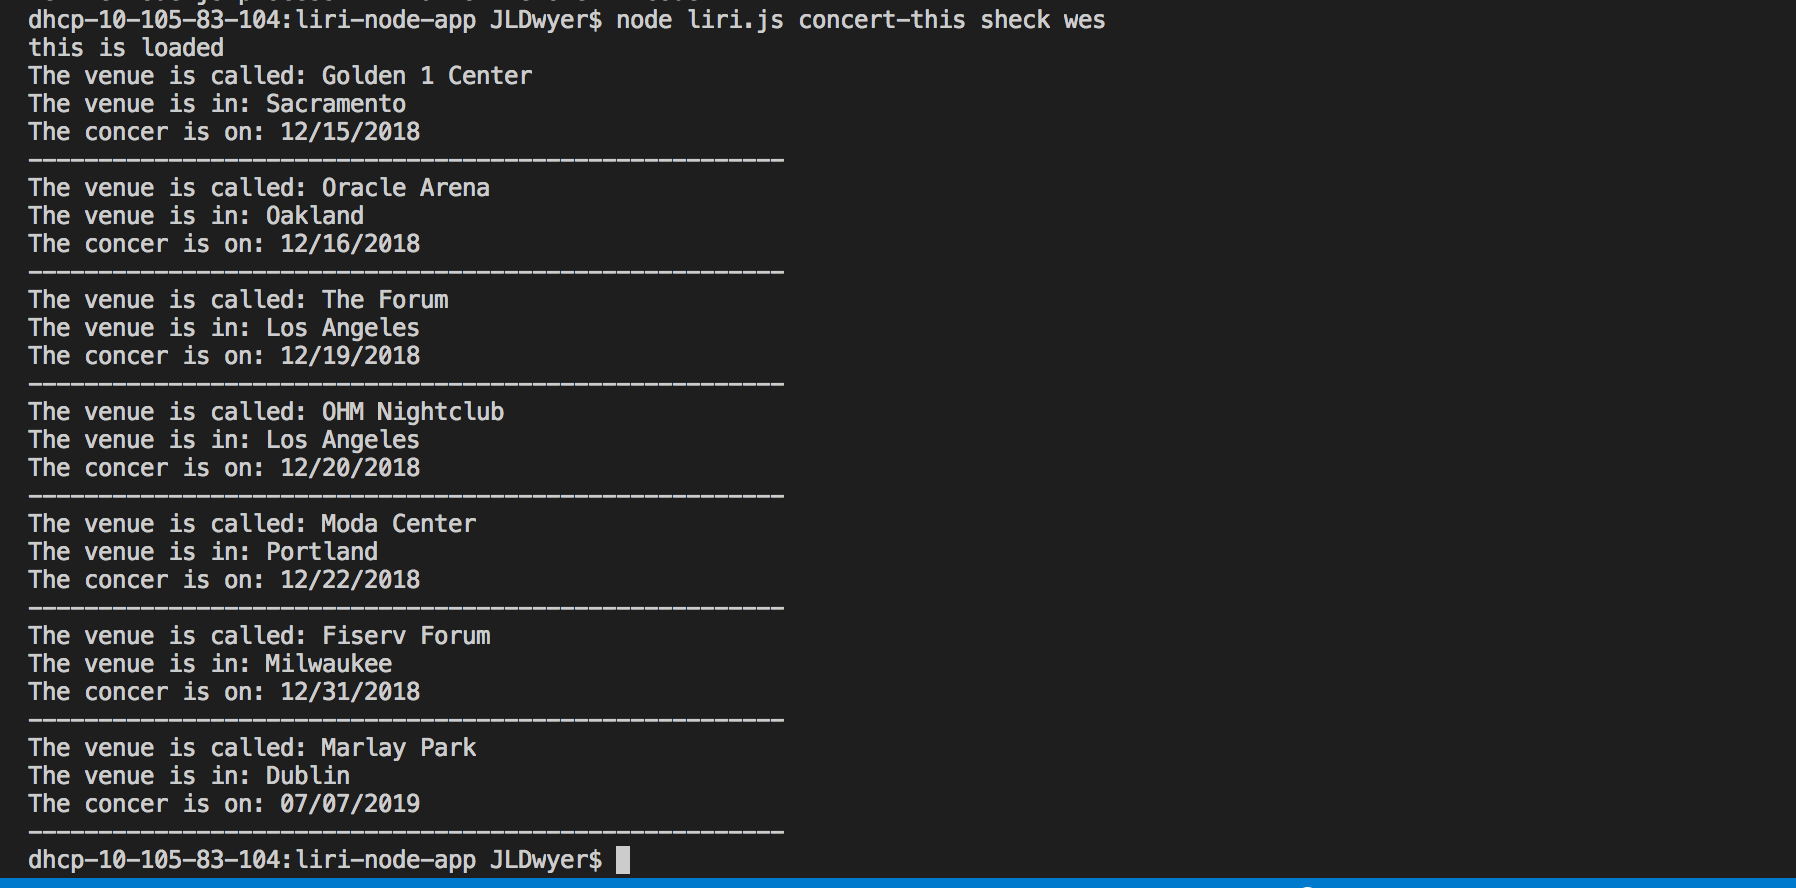 dhcp-10-105-83-104:liri-node-app JLDwyer$ node liri.js concert-this sheck wes
this is loaded
The venue is called: Golden 1 Center
The venue is in: Sacramento
The concer is on: 12/15/2018
------------------------------------------------------
The venue is called: Oracle Arena
The venue is in: Oakland
The concer is on: 12/16/2018
------------------------------------------------------
The venue is called: The Forum
The venue is in: Los Angeles
The concer is on: 12/19/2018
------------------------------------------------------
The venue is called: OHM Nightclub
The venue is in: Los Angeles
The concer is on: 12/20/2018
------------------------------------------------------
The venue is called: Moda Center
The venue is in: Portland
The concer is on: 12/22/2018
------------------------------------------------------
The venue is called: Fiserv Forum
The venue is in: Milwaukee
The concer is on: 12/31/2018
------------------------------------------------------
The venue is called: Marlay Park
The venue is in: Dublin
The concer is on: 07/07/2019
------------------------------------------------------
dhcp-10-105-83-104:liri-node-app JLDwyer$